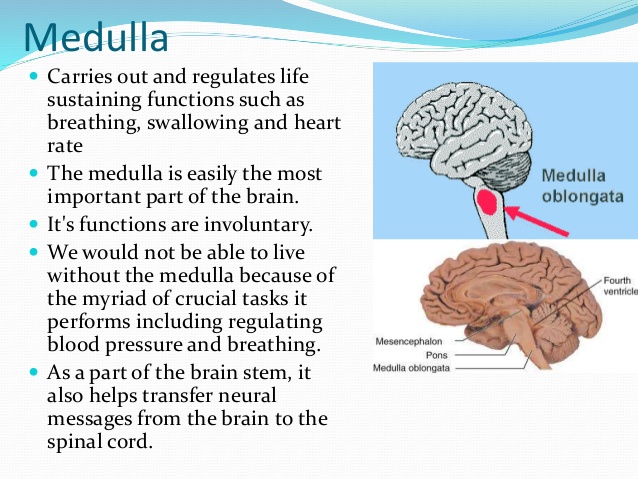 Medulla
• Carries out and regulates life
sustaining functions such as
breathing, swallowing and heart
rate
• The medulla is easily the most
important part of the brain.
• It's functions are involuntary.
• We would not be able to live
without the medulla because of
the myriad of crucial tasks it
performs including regulating
blood pressure and breathing.
• As a part of the brain stem, it
also helps transfer neural
messages from the brain to the
spinal cord.
Medulla
oblongata
Fourth
ventricle
Mesencephalon
Pons
Medulla oblongata